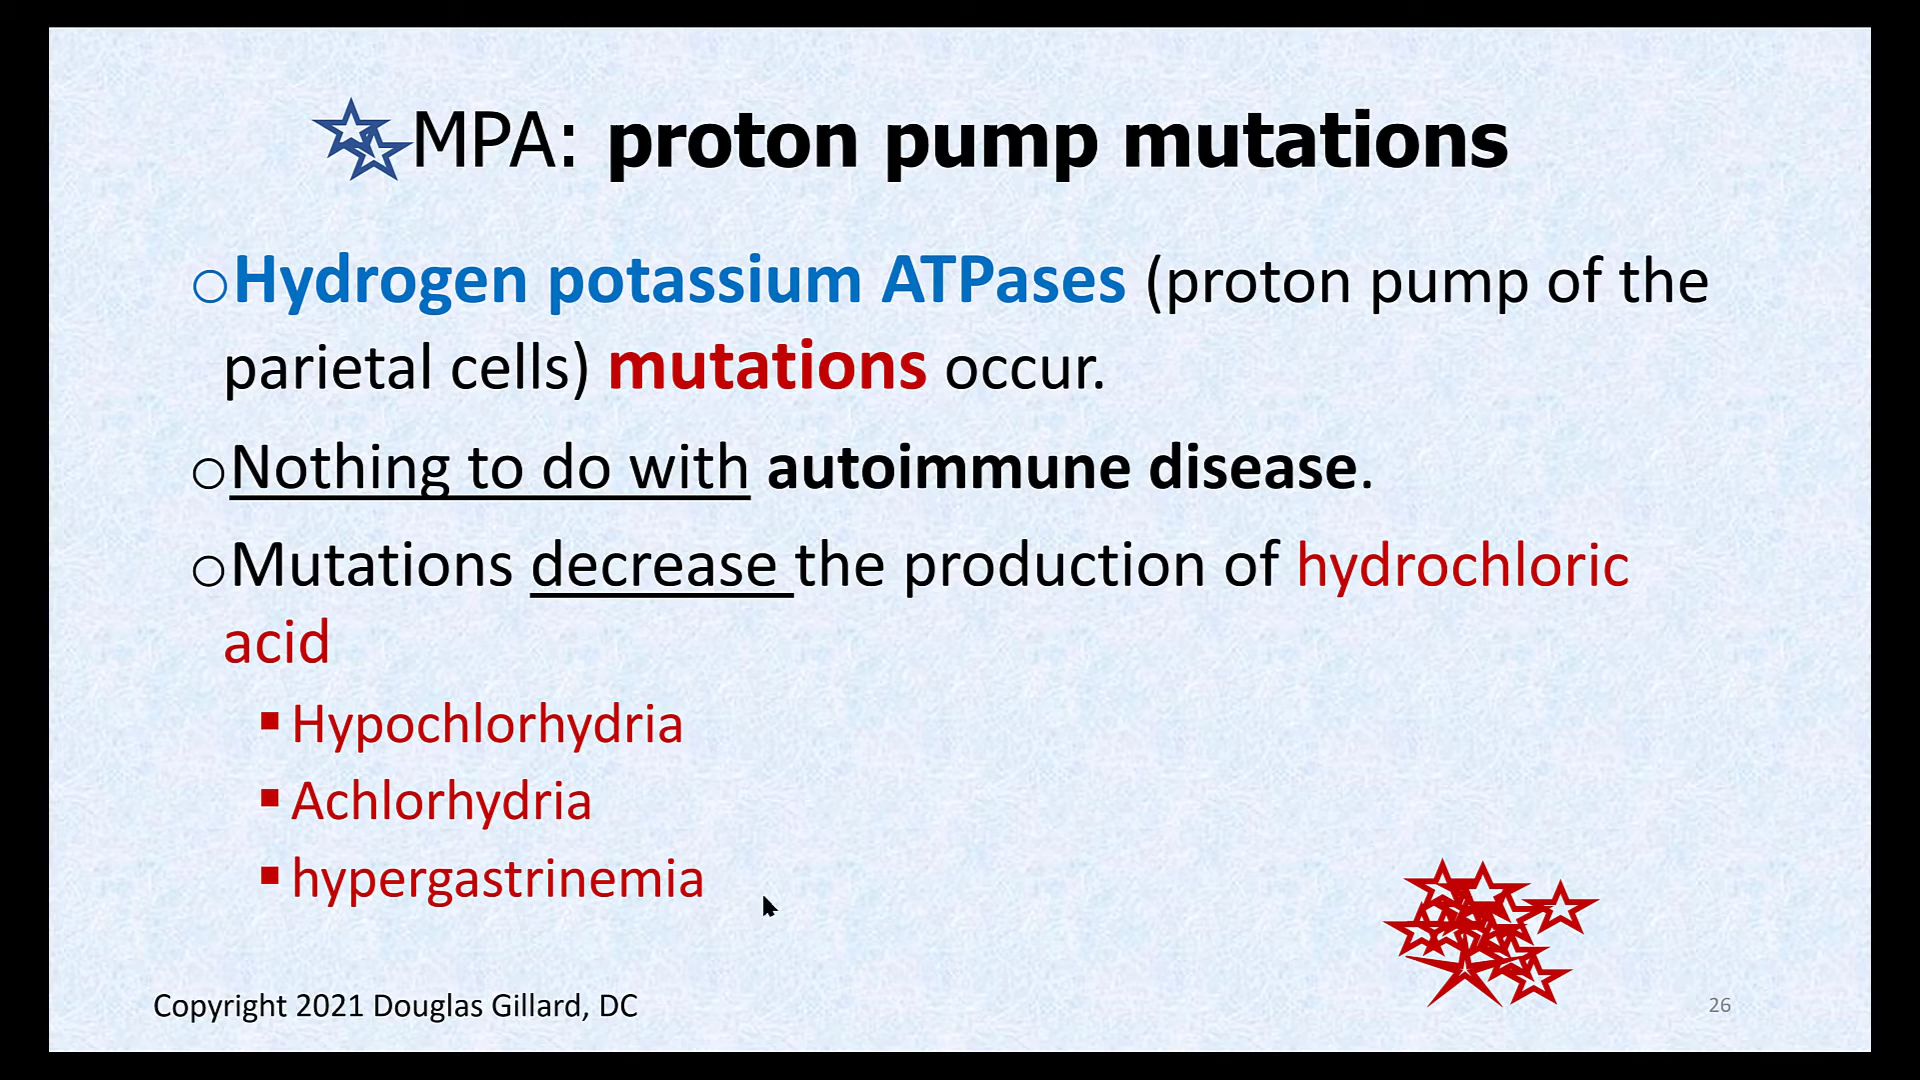 MPA: proton pump mutations
Hydrogen potassium ATPases (proton pump of the
parietal cells) mutations occur.
Nothing to do with autoimmune disease.
Mutations decrease the production of hydrochloric
acid
Hypochlorhydria
Achlorhydria
hypergastrinemia
Copyright 2021 Douglas Gillard, DC
26